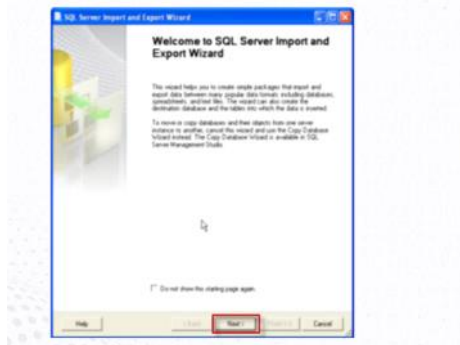 SQL Server Import and Export Wizard
Welcome to SQL Server Import and
Export Wizard
This wizard helps you to create simple packages that import and
export data between many popular data formats including databases,
spreadsheets, and text files. The wizard can also create the
destination database and the tables into which the data is inserted.
To move or copy databases and their objects from one server
instance to another, cancel this wizard and use the Copy Database
Wizard instead. The Copy Database Wizard is available in SQL
Server Management Studio.
Do not show this starting page again.
Help
< Back
Next >
Cancel